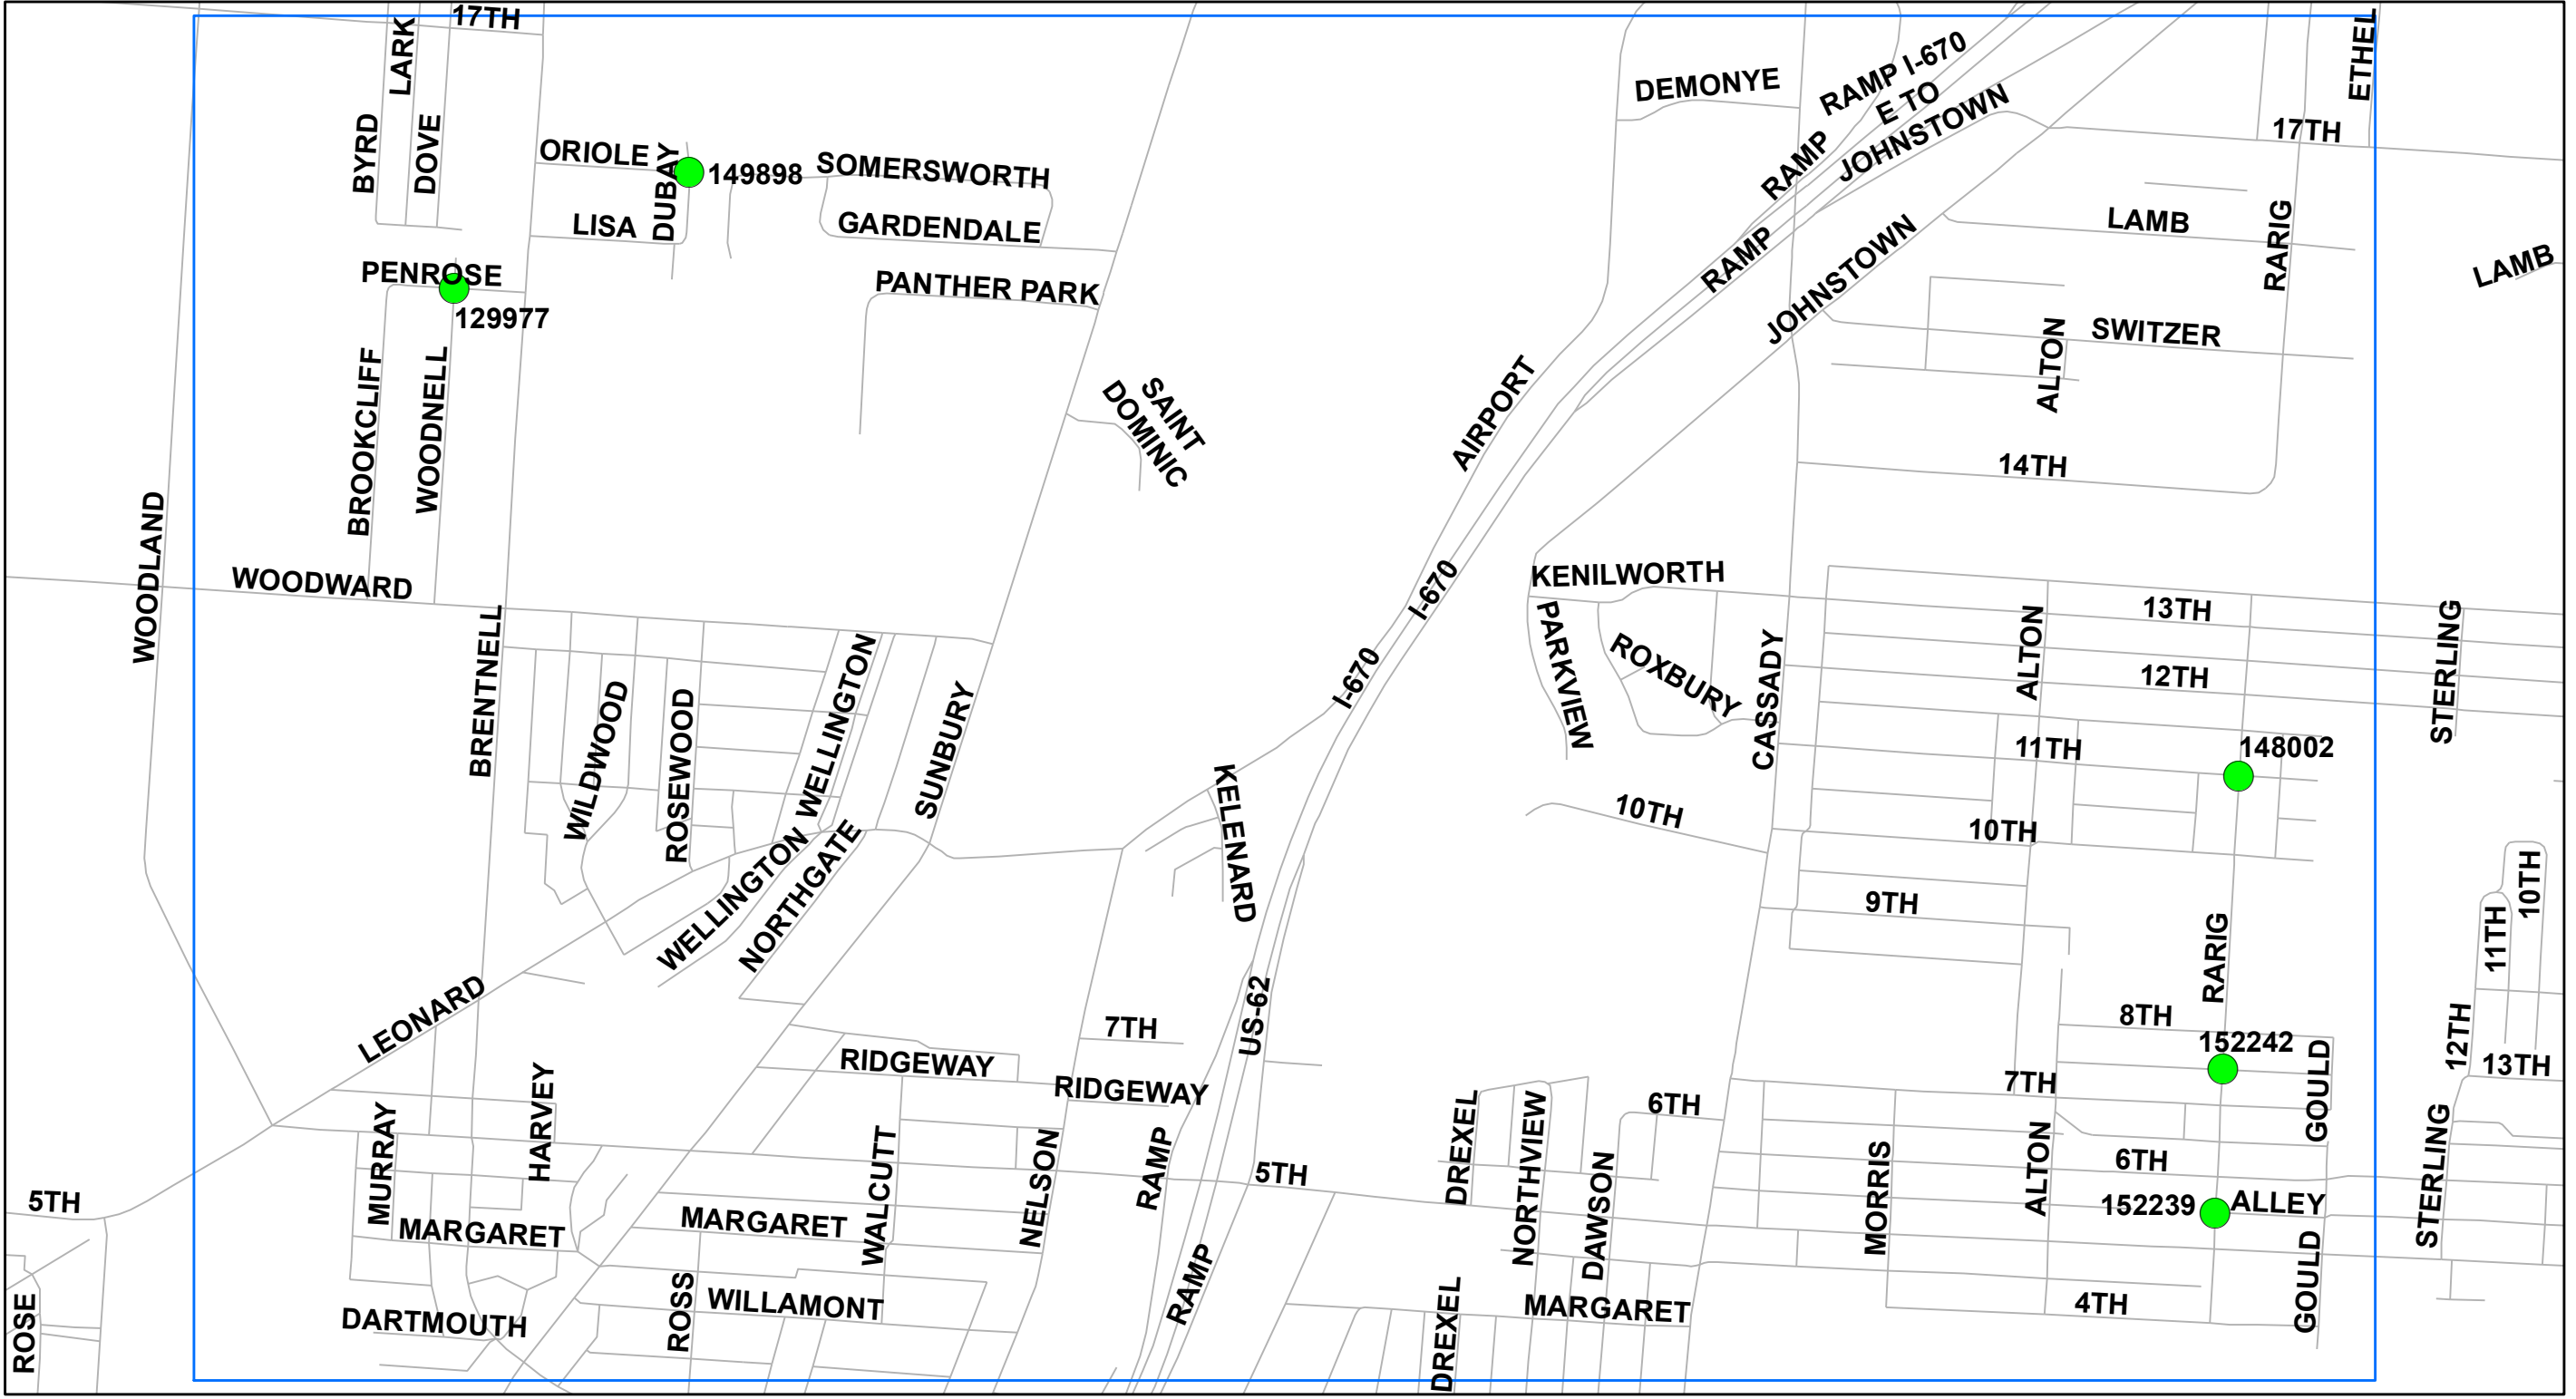 17TH
LARK
ETHEL
RAMP I-670
E TO
JOHNSTOWN
DEMONYE
BYRD
DOVE
17TH
ORIOLE
DUBAY
149898
SOMERSWORTH
RAMP
LISA
GARDENDALE
LAMB
RARIG
PENROSE
129977
PANTHER PARK
RAMP
JOHNSTOWN
LAMB
SWITZER
ALTON
BROOKCLIFF
WOODNELL
SAINT
DOMINIC
AIRPORT
14TH
WOODLAND
WOODWARD
I-670
KENILWORTH
13TH
BRENTNELL
WILDWOOD
ROSEWOOD
WELLINGTON
SUNBURY
I-670
PARKVIEW
ROXBURY
CASSADY
ALTON
12TH
STERLING
11TH
148002
KELENARD
10TH
10TH
WELLINGTON
NORTHGATE
9TH
RARIG
11TH
10TH
LEONARD
7TH
US-62
8TH
152242
12TH
13TH
RIDGEWAY
RIDGEWAY
7TH
GOULD
MURRAY
HARVEY
WALCUTT
NELSON
RAMP
5TH
DREXEL
NORTHVIEW
DAWSON
6TH
MORRIS
ALTON
6TH
STERLING
5TH
MARGARET
MARGARET
152239
ALLEY
GOULD
ROSE
DARTMOUTH
ROSS
WILLAMONT
RAMP
DREXEL
MARGARET
4TH